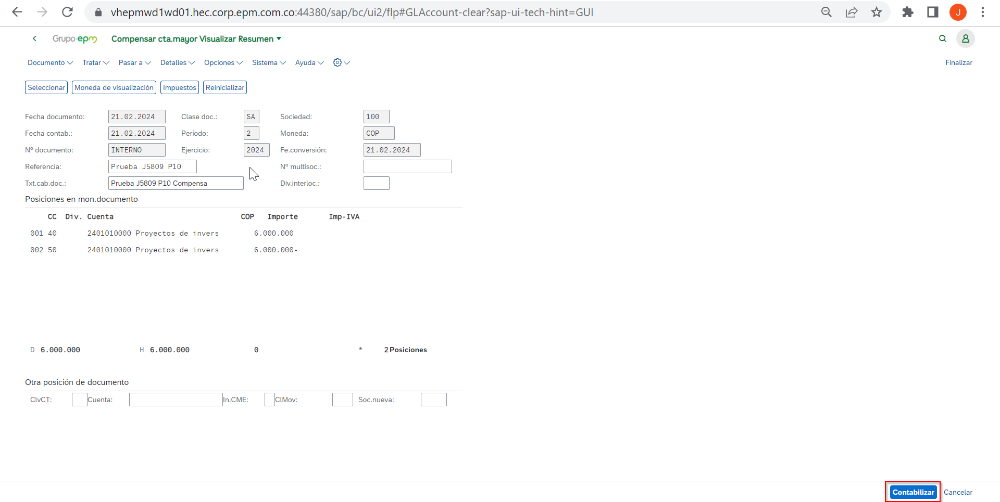 vhepmwd1wd01.hec.corp.epm.com.co:44380/sap/bc/ui2/flp#GLAccount-clear?sap-ui-tech-hint=GUI
J
Grupo·epm Compensar cta.mayor Visualizar Resumen
Documento Tratar Pasar a Detalles Opciones Sistema Ayuda Finalizar
Seleccionar Moneda de visualización Impuestos Reinicializar
Fecha documento: 21.02.2024 Clase doc.: SA Sociedad: 100
Fecha contab.: 21.02.2024 Período: 2 Moneda: COP
Nº documento: INTERNO Ejercicio: 2024 Fe.conversión: 21.02.2024
Referencia: Prueba J5809 P10 Nº multisoc.:
Txt.cab.doc.: Prueba J5809 P10 Compensa Div.interloc.:
Posiciones en mon.documento
CC Div. Cuenta COP Importe Imp-IVA
001 40 2401010000 Proyectos de invers 6.000.000
002 50 2401010000 Proyectos de invers 6.000.000-
D 6.000.000 H 6.000.000 0 * 2 Posiciones
Otra posición de documento
ClvCT: Cuenta: In.CME: ClMov: Soc.nueva:
Contabilizar Cancelar